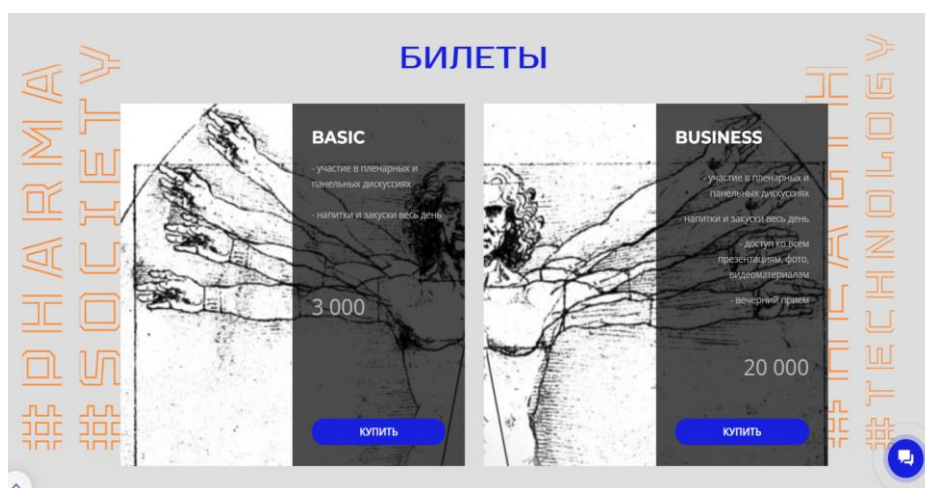 БИЛЕТЫ
#PHARMA
#SOCIETY
BASIC
- участие в пленарных и
панельных дискуссиях
- напитки и закуски весь день
3 000
КУПИТЬ
BUSINESS
- участие в пленарных и
панельных дискуссиях
- напитки и закуски весь день
- доступ ко всем
презентациям, фото,
видеоматериалам
- вечерний прием
20 000
КУПИТЬ
#HEALTH
#TECHNOLOGY